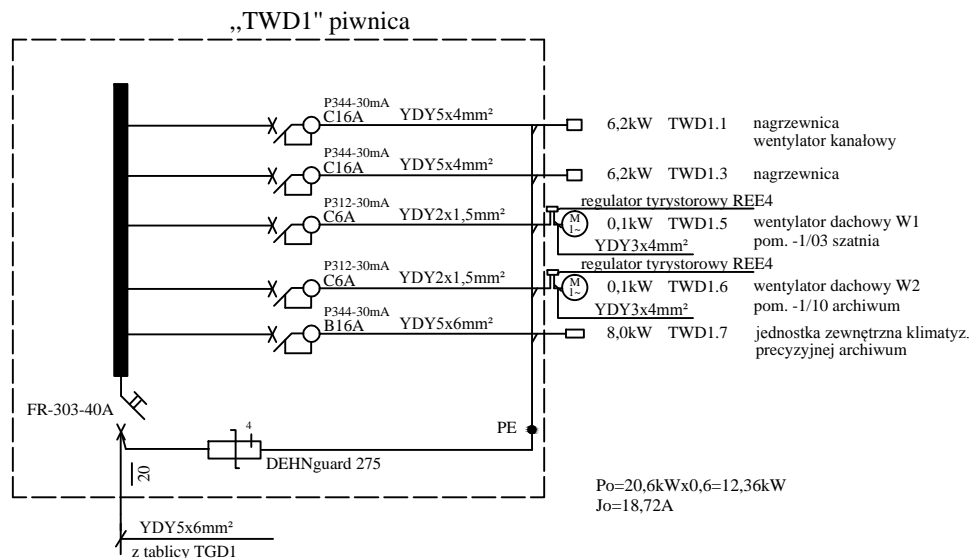 „TWD1" piwnica
P344-30mA
C16A YDY5x4mm² 6,2kW TWD1.1 nagrzewnica
wentylator kanałowy
P344-30mA
C16A YDY5x4mm² 6,2kW TWD1.3 nagrzewnica
regulator tyrystorowy REE4
P312-30mA
C6A YDY2x1,5mm² M 1~ 0,1kW TWD1.5 wentylator dachowy W1
YDY3x4mm² pom. -1/03 szatnia
regulator tyrystorowy REE4
P312-30mA
C6A YDY2x1,5mm² M 1~ 0,1kW TWD1.6 wentylator dachowy W2
YDY3x4mm² pom. -1/10 archiwum
P344-30mA
B16A YDY5x6mm² 8,0kW TWD1.7 jednostka zewnętrzna klimatyz.
precyzyjnej archiwum
FR-303-40A
PE
4
DEHNguard 275
20
Po=20,6kWx0,6=12,36kW
Jo=18,72A
YDY5x6mm²
z tablicy TGD1